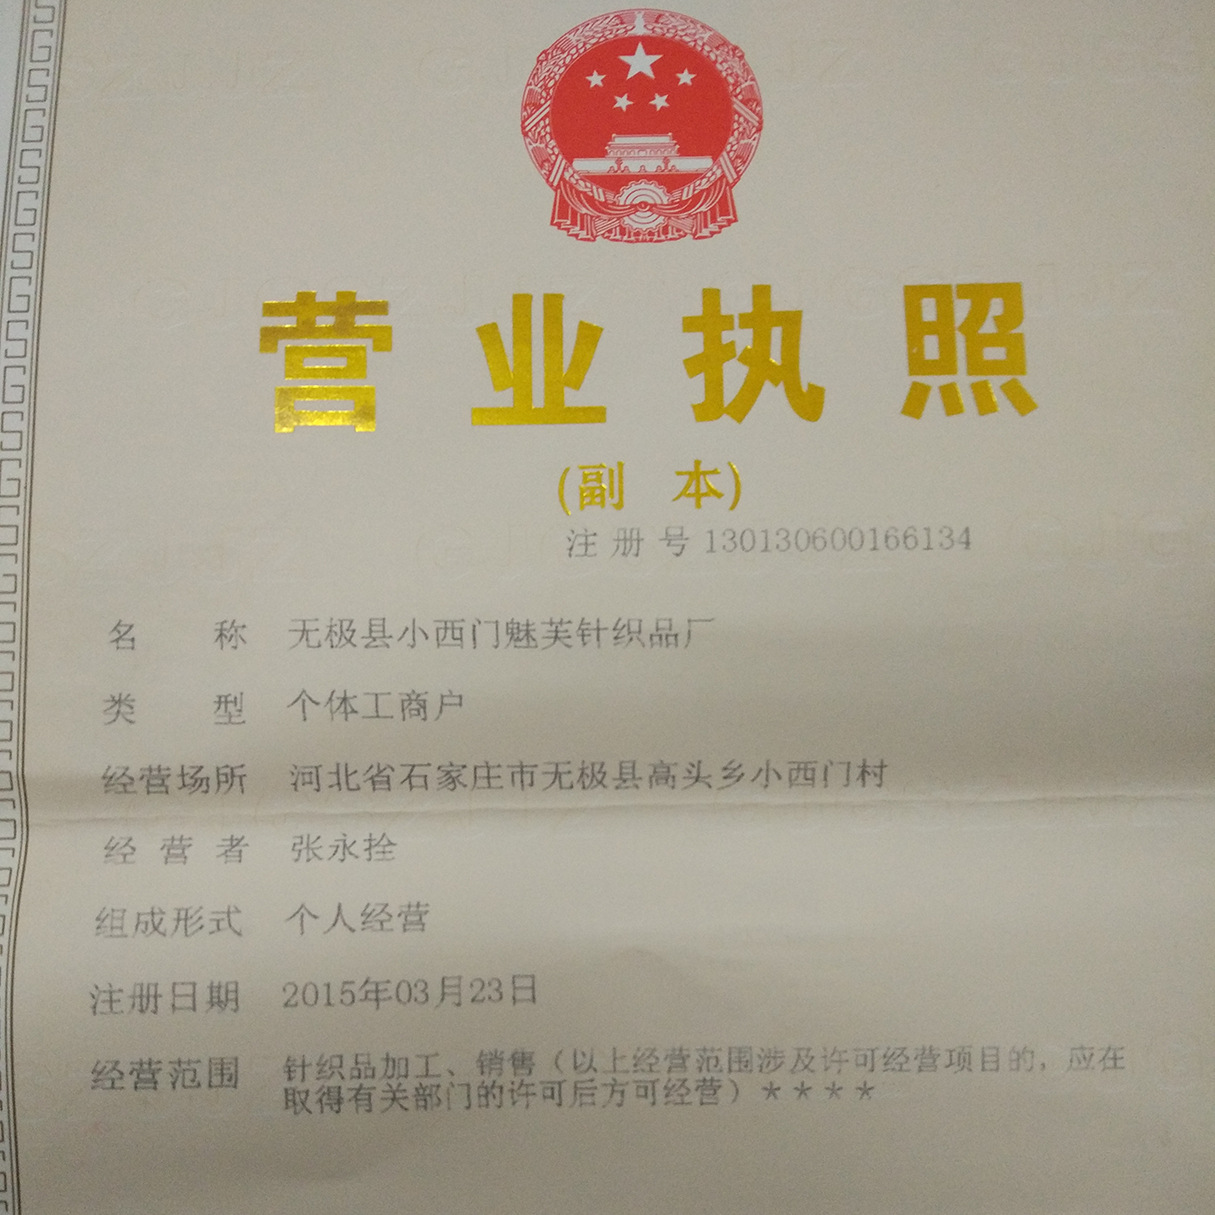 营业执照
(副 本)
注册号 130130600166134
名 称 无极县小西门魅芙针织品厂
类 型 个体工商户
经营场所 河北省石家庄市无极县高头乡小西门村
经营者 张永拴
组成形式 个人经营
注册日期 2015年03月23日
经营范围 针织品加工、销售（以上经营范围涉及许可经营项目的，应在
取得有关部门的许可后方可经营）＊＊＊＊